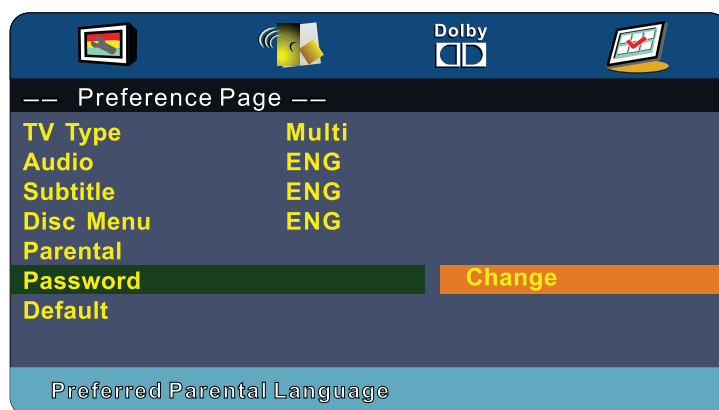 Dolby
-- Preference Page --
TV Type Multi
Audio ENG
Subtitle ENG
Disc Menu ENG
Parental
Password Change
Default
Preferred Parental Language